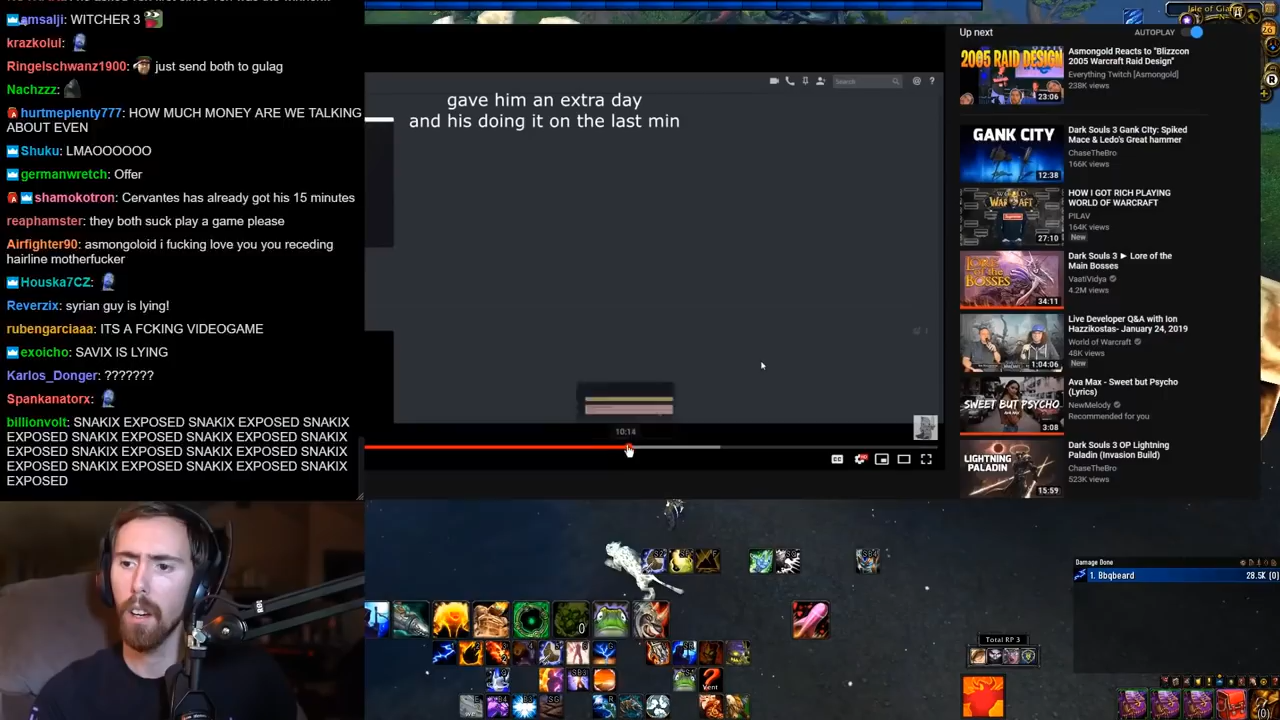 amsalji: WITCHER 3
krazkolul:
Ringelschwanz1900: just send both to gulag
Nachzzz:
hurtmeplenty777: HOW MUCH MONEY ARE WE TALKING
ABOUT EVEN
Shuku: LMAOOOOOO
germanwretch: Offer
shamokotron: Cervantes has already got his 15 minutes
reaphamster: they both suck play a game please
Airfighter90: asmongoloid i fucking love you you receding
hairline motherfucker
Houska7CZ:
Reverzix: syrian guy is lying!
rubengarciaaa: ITS A FCKING VIDEOGAME
exoicho: SAVIX IS LYING
Karlos_Donger: ???????
Spankanatorx:
billionvolt: SNAKIX EXPOSED SNAKIX EXPOSED SNAKIX
EXPOSED SNAKIX EXPOSED SNAKIX EXPOSED SNAKIX
EXPOSED SNAKIX EXPOSED SNAKIX EXPOSED SNAKIX
EXPOSED SNAKIX EXPOSED SNAKIX EXPOSED SNAKIX
EXPOSED
Search
gave him an extra day
and his doing it on the last min
10:14
Up next
AUTOPLAY
2005 RAID DESIGN
23:06
Asmongold Reacts to "Blizzcon
2005 Warcraft Raid Design"
Everything Twitch [Asmongold]
238K views
GANK CITY
12:38
Dark Souls 3 Gank City: Spiked
Mace & Ledo's Great hammer
ChaseTheBro
166K views
27:10
HOW I GOT RICH PLAYING
WORLD OF WARCRAFT
PILAV
164K views
New
LORE OF THE
BOSSES
34:11
Dark Souls 3 ► Lore of the
Main Bosses
VaatiVidya
4.2M views
1:04:06
Live Developer Q&A with Ion
Hazzikostas- January 24, 2019
World of Warcraft
48K views
New
SWEET BUT PSYCHO
3:08
Ava Max - Sweet but Psycho
(Lyrics)
NewMelody
Recommended for you
LIGHTNING
PALADIN
15:59
Dark Souls 3 OP Lightning
Paladin (Invasion Build)
ChaseTheBro
523K views
Isle of Giants
Damage Done
1. Bbqbeard 28.5K (0)
Total RP 3
Vent